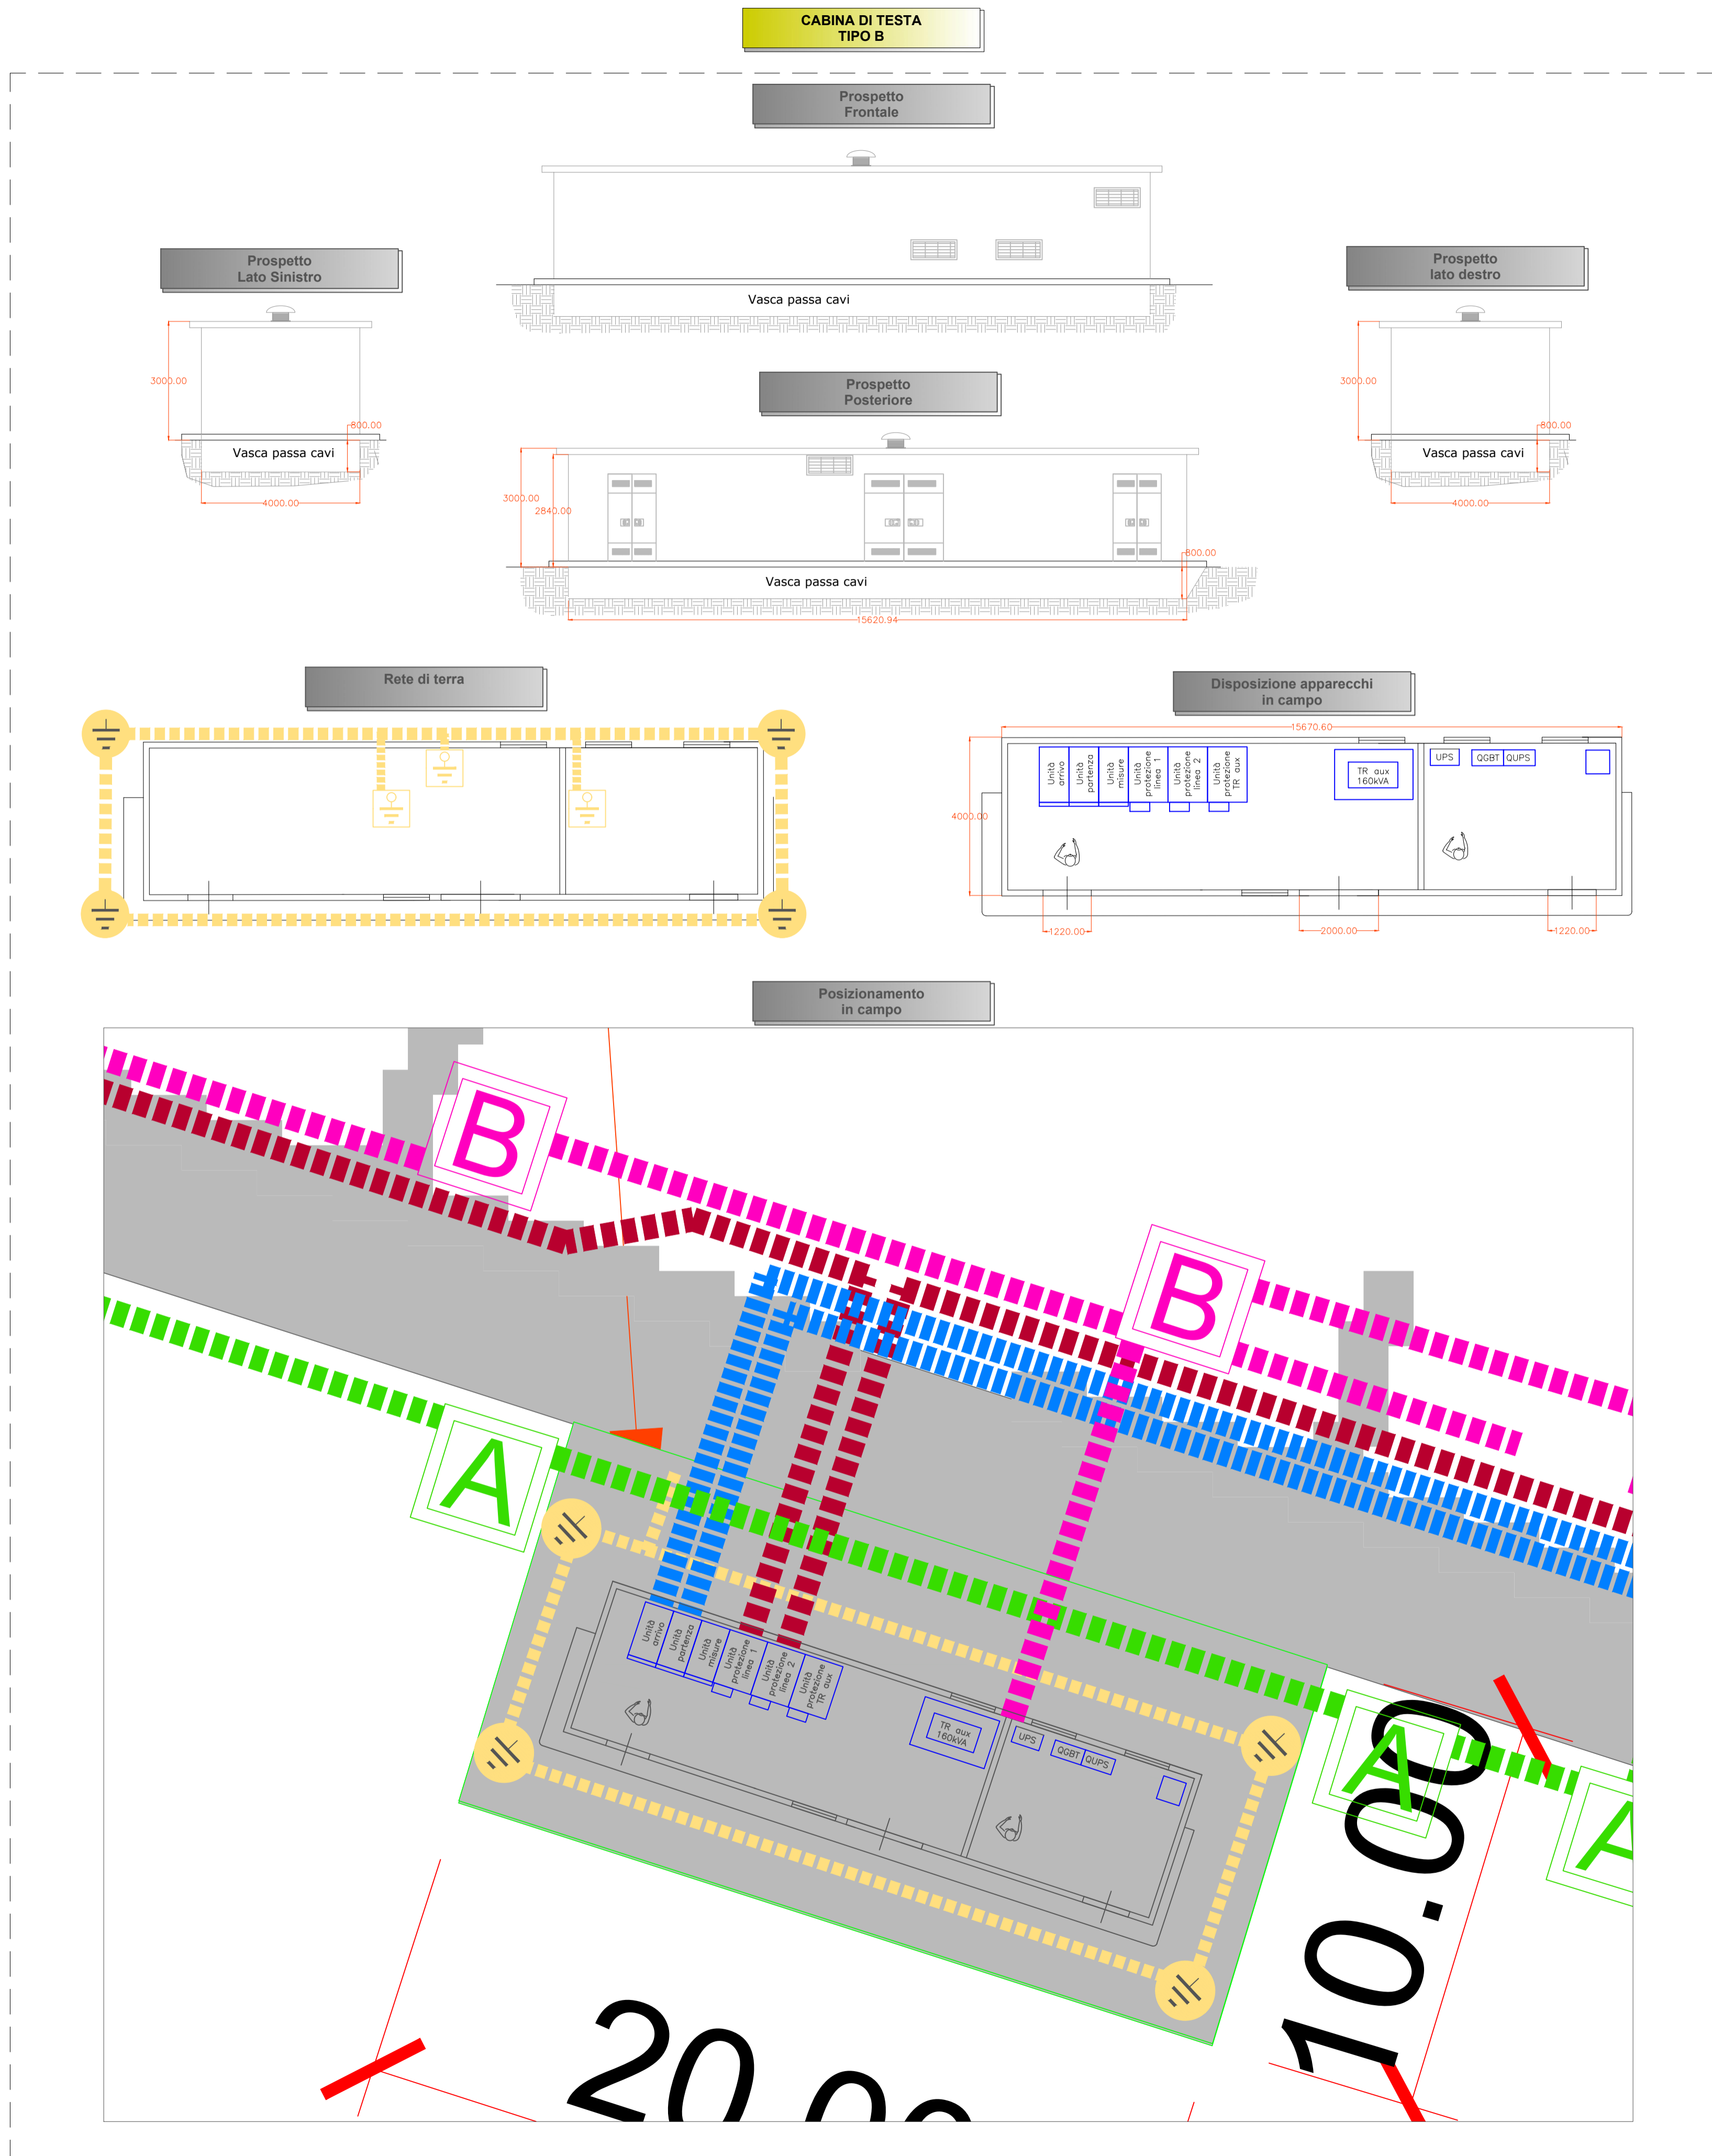 CABINA DI TESTA
TIPO B
Prospetto
Frontale
Vasca passa cavi
Prospetto
Lato Sinistro
3000.00
800.00
Vasca passa cavi
4000.00
Prospetto
lato destro
3000.00
800.00
Vasca passa cavi
4000.00
Prospetto
Posteriore
3000.00
2840.00
800.00
Vasca passa cavi
15620.94
Rete di terra
Disposizione apparecchi
in campo
15670.60
4000.00
Unità
arrivo
Unità
partenza
Unità
misure
Unità
protezione
linea 1
Unità
protezione
linea 2
Unità
protezione
TR aux
TR aux
160kVA
UPS
QGBT
QUPS
1220.00
2000.00
1220.00
Posizionamento
in campo
B
B
A
Unità
arrivo
Unità
partenza
Unità
misure
Unità
protezione
linea 1
Unità
protezione
linea 2
Unità
protezione
TR aux
TR aux
160kVA
UPS
QGBT
QUPS
A
A
10.00
20.00